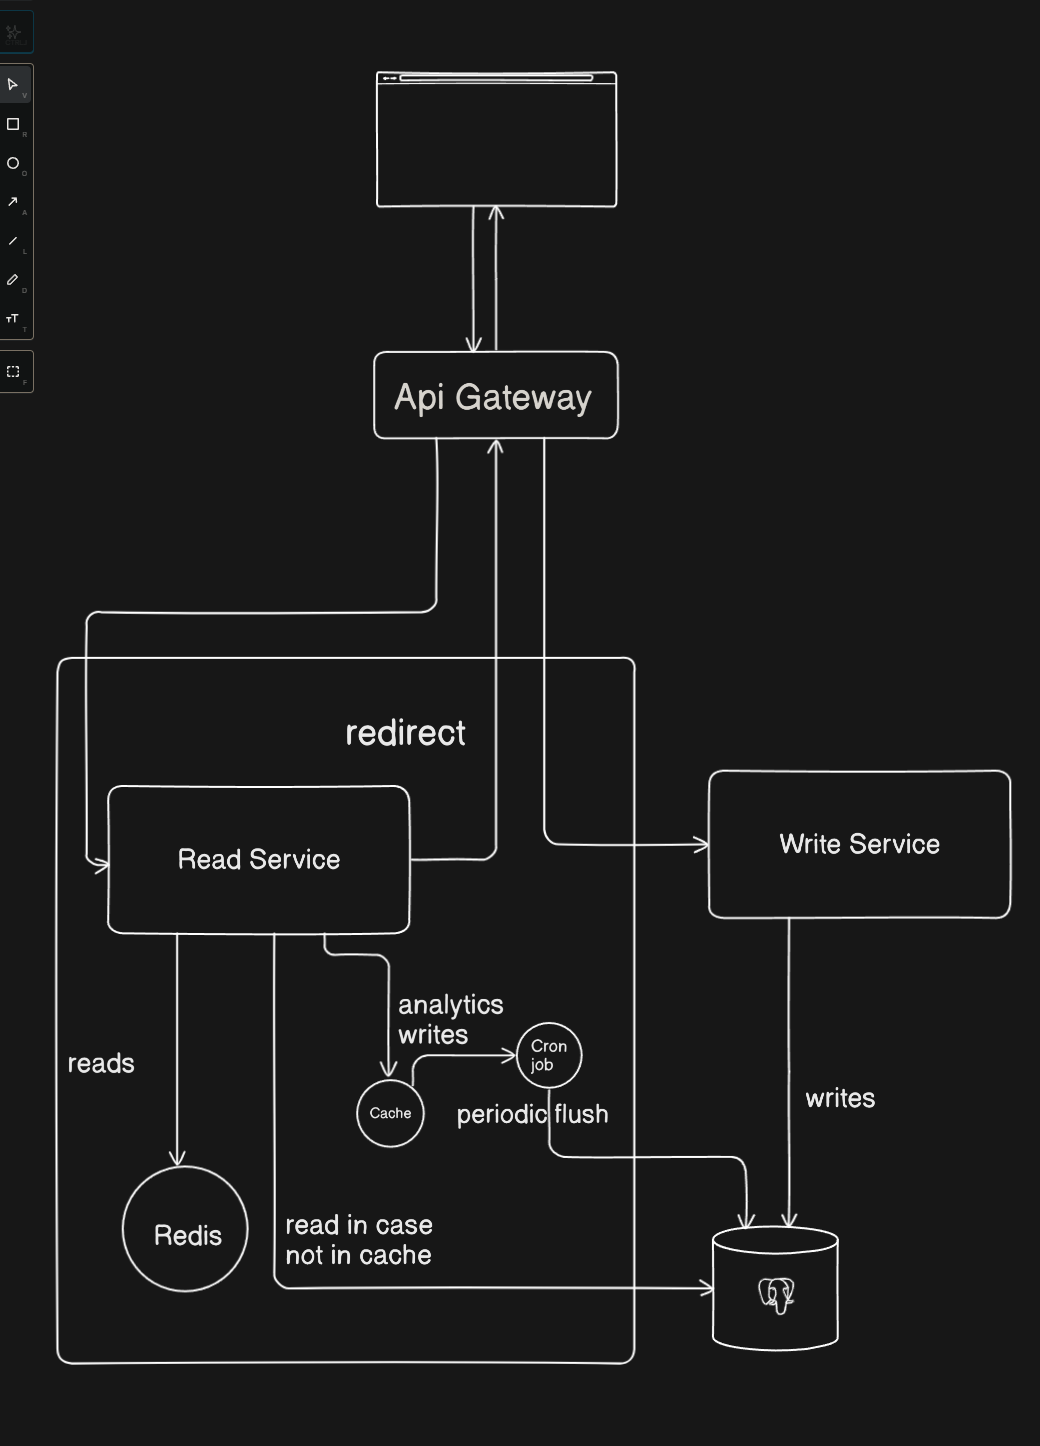 Api Gateway
redirect
Read Service
Write Service
analytics
writes
reads
Cron
job
Cache
periodic flush
writes
Redis
read in case
not in cache
V
R
O
A
L
D
T
F